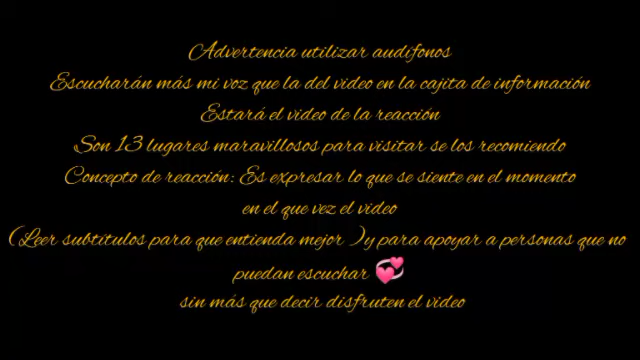 Advertencia utilizar audifonos
Escucharán más mi voz que la del video en la cajita de información
Estará el video de la reacción
Son 13 lugares maravillosos para visitar se los recomiendo
Concepto de reacción: Es expresar lo que se siente en el momento
en el que vez el video
(Leer subtitulos para que entienda mejor ) y para apoyar a personas que no
puedan escuchar 💞
sin más que decir disfruten el video